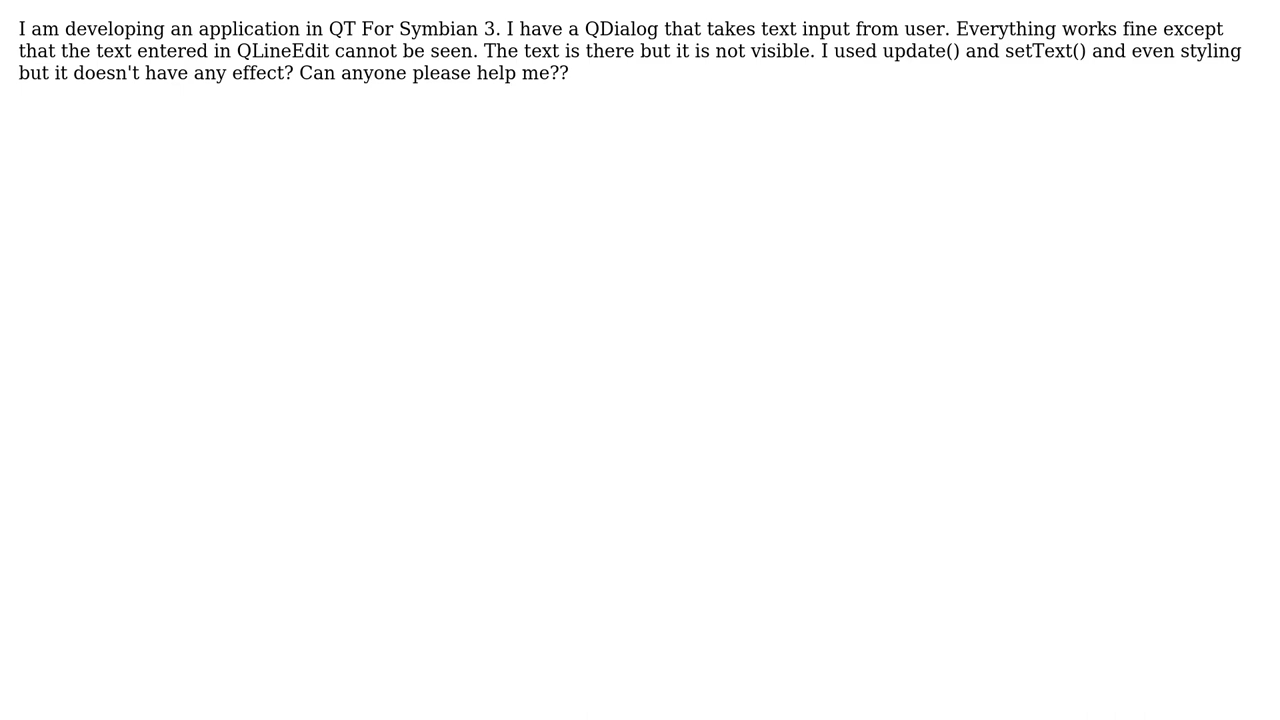 I am developing an application in QT For Symbian 3. I have a QDialog that takes text input from user. Everything works fine except
that the text entered in QLineEdit cannot be seen. The text is there but it is not visible. I used update() and setText() and even styling
but it doesn't have any effect? Can anyone please help me??